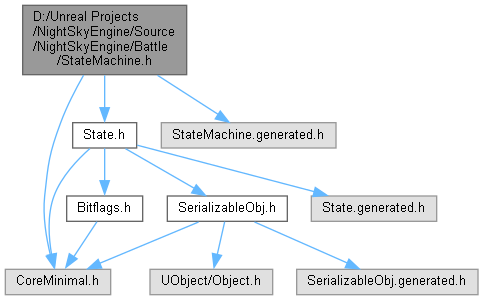 D:/Unreal Projects
/NightSkyEngine/Source
/NightSkyEngine/Battle
/StateMachine.h
State.h
StateMachine.generated.h
Bitflags.h
SerializableObj.h
State.generated.h
CoreMinimal.h
UObject/Object.h
SerializableObj.generated.h